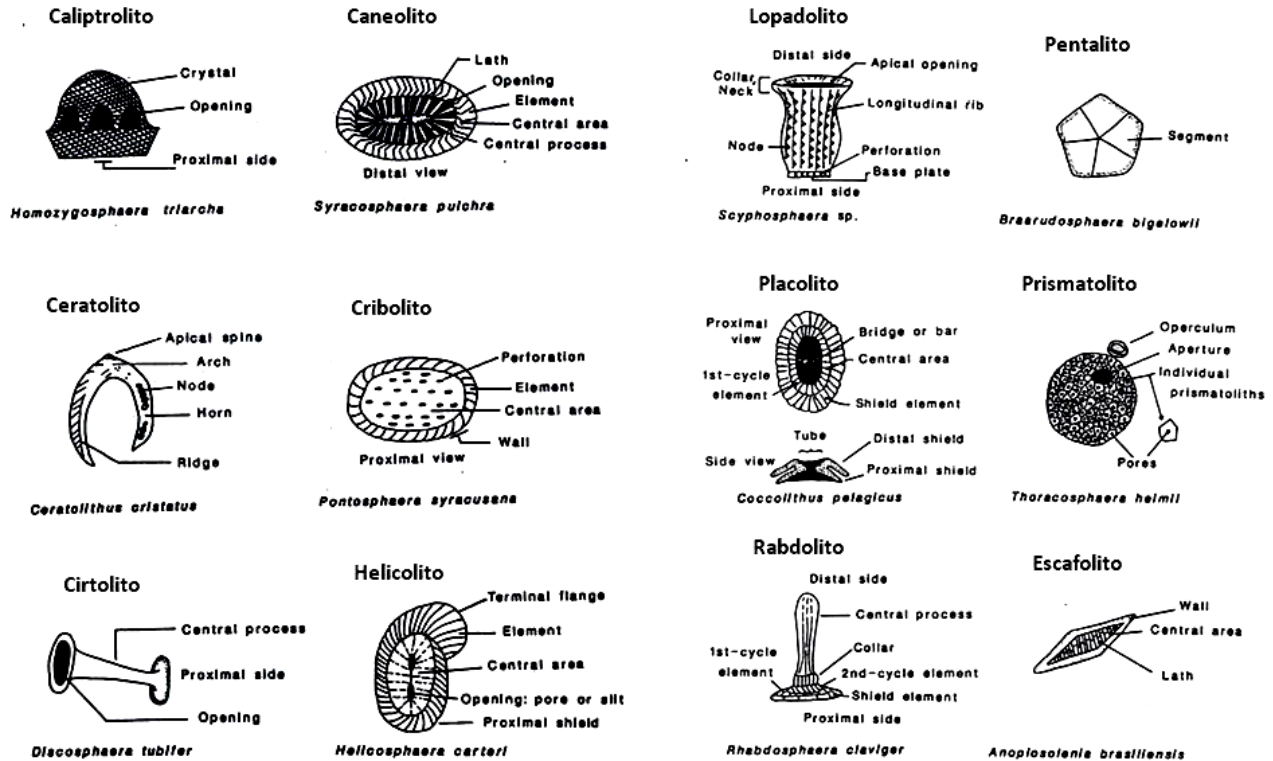 Caliptrolito
Crystal
Opening
Proximal side
Homozygosphaera triarcha
Caneolito
Lath
Opening
Element
Central area
Central process
Distal view
Syracosphaera pulchra
Lopadolito
Distal side
Apical opening
Collar,
Neck
Longitudinal rib
Node
Perforation
Base plate
Proximal side
Scyphosphaera sp.
Pentalito
Segment
Braarudosphaera bigelowii
Ceratolito
Apical spine
Arch
Node
Horn
Ridge
Ceratolithus cristatus
Cribolito
Perforation
Element
Central area
Wall
Proximal view
Pontosphaera syracusana
Placolito
Proximal
view
Bridge or bar
Central area
1st-cycle
element
Shield element
Tube
Distal shield
Side view
Proximal shield
Coccolithus pelagicus
Prismatolito
Operculum
Aperture
Individual
prismatoliths
Pores
Thoracosphaera heimii
Cirtolito
Central process
Proximal side
Opening
Discosphaera tubifer
Helicolito
Terminal flange
Element
Central area
Opening: pore or slit
Proximal shield
Helicosphaera carteri
Rabdolito
Distal side
Central process
1st-cycle
element
Collar
2nd-cycle element
Shield element
Proximal side
Rhabdosphaera claviger
Escafolito
Wall
Central area
Lath
Anoplosolenia brasiliensis